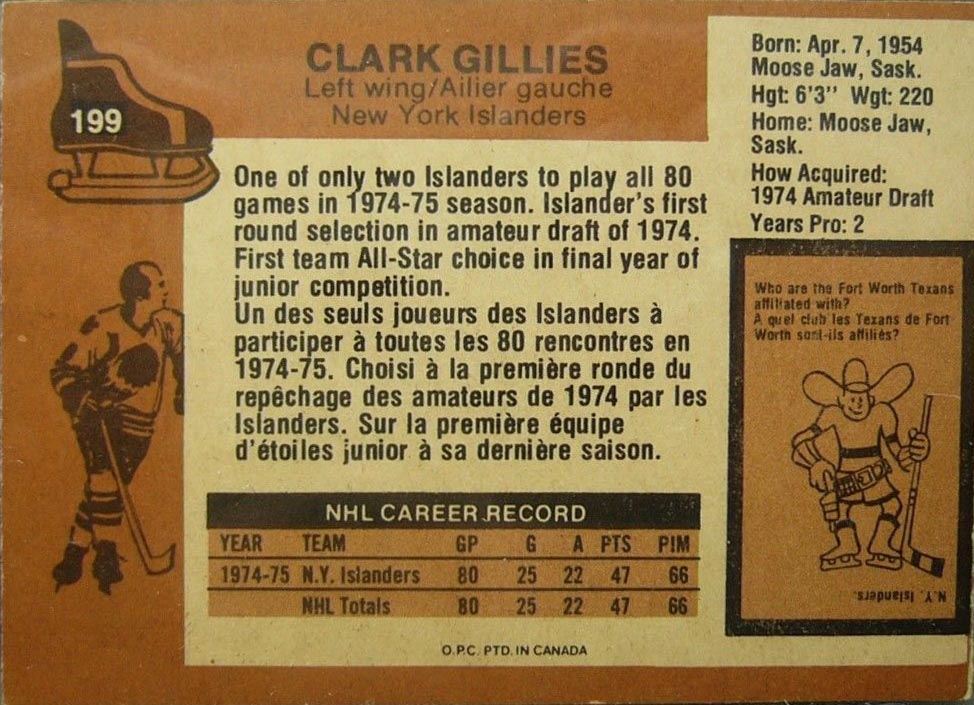 199
CLARK GILLIES
Left wing/Ailier gauche
New York Islanders
Born: Apr. 7, 1954
Moose Jaw, Sask.
Hgt: 6'3" Wgt: 220
Home: Moose Jaw,
Sask.
How Acquired:
1974 Amateur Draft
Years Pro: 2
One of only two Islanders to play all 80
games in 1974-75 season. Islander's first
round selection in amateur draft of 1974.
First team All-Star choice in final year of
junior competition.
Un des seuls joueurs des Islanders à
participer à toutes les 80 rencontres en
1974-75. Choisi à la première ronde du
repêchage des amateurs de 1974 par les
Islanders. Sur la première équipe
d'étoiles junior à sa dernière saison.
Who are the Fort Worth Texans
affiliated with?
A quel club les Texans de Fort
Worth sont-ils affiliés?
N.Y. Islanders.
NHL CAREER RECORD
YEAR TEAM GP G A PTS PIM
1974-75 N.Y. Islanders 80 25 22 47 66
NHL Totals 80 25 22 47 66
O.P.C. PTD. IN CANADA